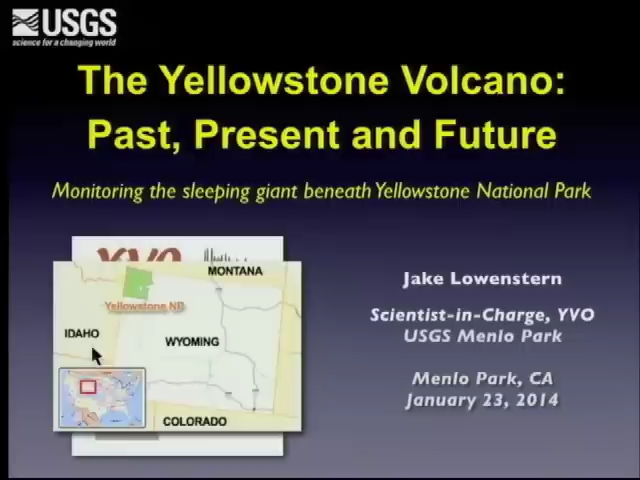 USGS
science for a changing world
The Yellowstone Volcano:
Past, Present and Future
Monitoring the sleeping giant beneath Yellowstone National Park
YVO
MONTANA
Yellowstone NP
IDAHO
WYOMING
COLORADO
Jake Lowenstern
Scientist-in-Charge, YVO
USGS Menlo Park
Menlo Park, CA
January 23, 2014